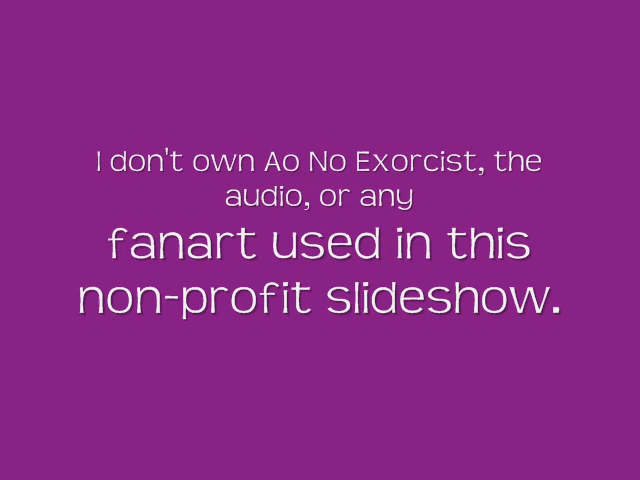 I don't own Ao No Exorcist, the
audio, or any
fanart used in this
non-profit slideshow.